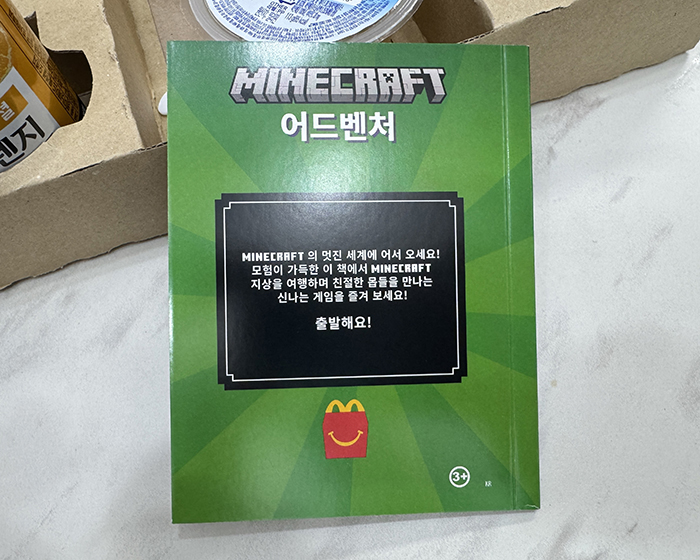 렌지
MINECRAFT
어드벤처
MINECRAFT 의 멋진 세계에 어서 오세요!
모험이 가득한 이 책에서 MINECRAFT
지상을 여행하며 친절한 몹들을 만나는
신나는 게임을 즐겨 보세요!
출발해요!
3+
KR